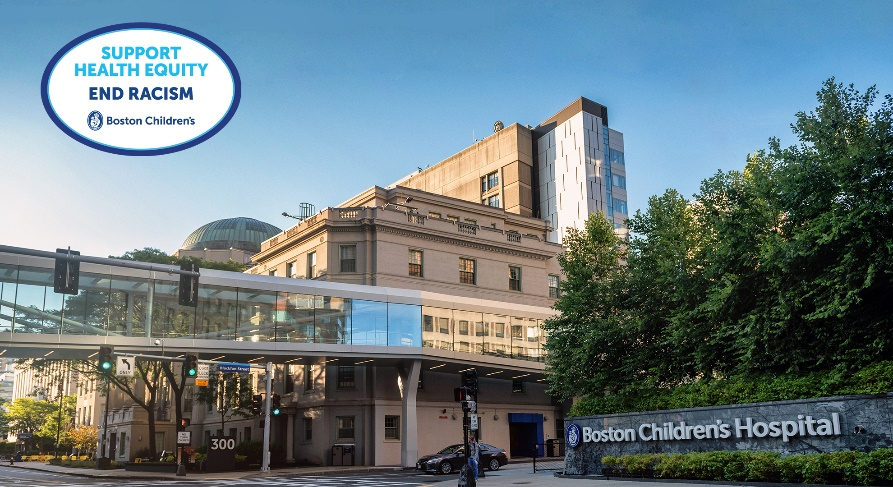 SUPPORT
HEALTH EQUITY
END RACISM
Boston Children's
300
Boston Children's Hospital